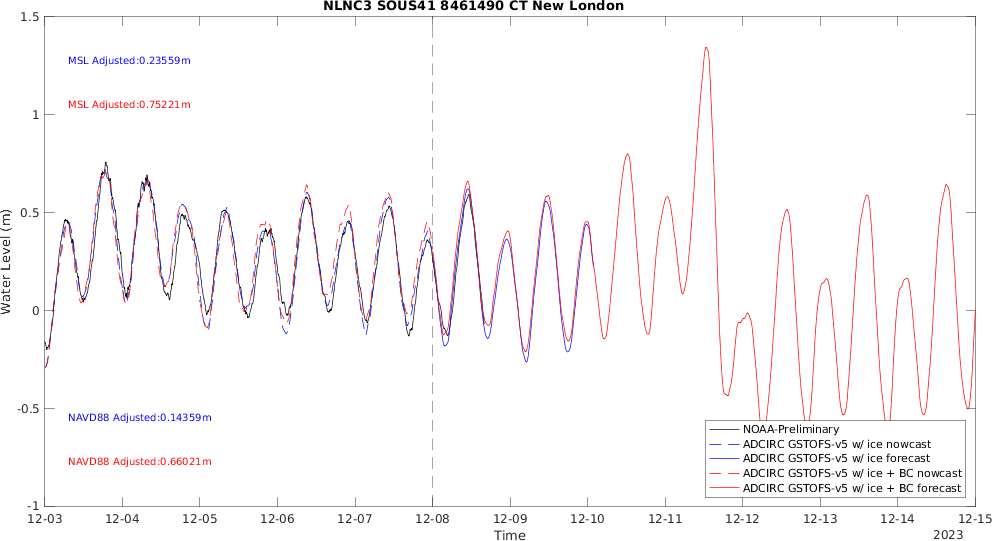 NLNC3 SOUS41 8461490 CT New London
1.5
MSL Adjusted:0.23559m
MSL Adjusted:0.75221m
1
0.5
0
-0.5
-1
Water Level (m)
NAVD88 Adjusted:0.14359m
NAVD88 Adjusted:0.66021m
NOAA-Preliminary
ADCIRC GSTOFS-v5 w/ ice nowcast
ADCIRC GSTOFS-v5 w/ ice forecast
ADCIRC GSTOFS-v5 w/ ice + BC nowcast
ADCIRC GSTOFS-v5 w/ ice + BC forecast
12-03 12-04 12-05 12-06 12-07 12-08 12-09 12-10 12-11 12-12 12-13 12-14 12-15
Time
2023